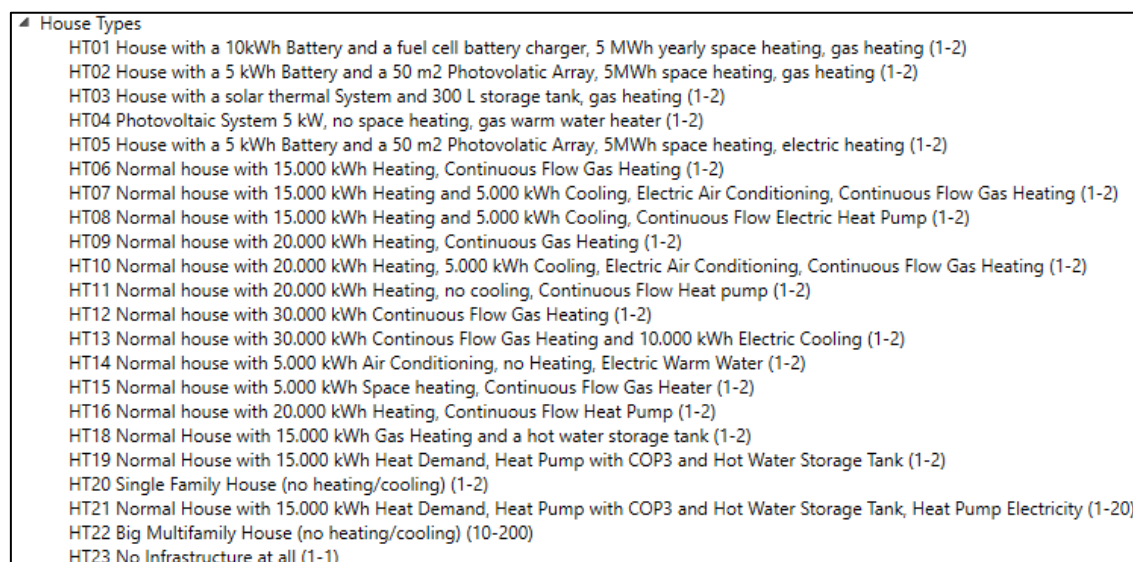 House Types
HT01 House with a 10kWh Battery and a fuel cell battery charger, 5 MWh yearly space heating, gas heating (1-2)
HT02 House with a 5 kWh Battery and a 50 m2 Photovolatic Array, 5MWh space heating, gas heating (1-2)
HT03 House with a solar thermal System and 300 L storage tank, gas heating (1-2)
HT04 Photovoltaic System 5 kW, no space heating, gas warm water heater (1-2)
HT05 House with a 5 kWh Battery and a 50 m2 Photovolatic Array, 5MWh space heating, electric heating (1-2)
HT06 Normal house with 15.000 kWh Heating, Continuous Flow Gas Heating (1-2)
HT07 Normal house with 15.000 kWh Heating and 5.000 kWh Cooling, Electric Air Conditioning, Continuous Flow Gas Heating (1-2)
HT08 Normal house with 15.000 kWh Heating and 5.000 kWh Cooling, Continuous Flow Electric Heat Pump (1-2)
HT09 Normal house with 20.000 kWh Heating, Continuous Gas Heating (1-2)
HT10 Normal house with 20.000 kWh Heating, 5.000 kWh Cooling, Electric Air Conditioning, Continuous Flow Gas Heating (1-2)
HT11 Normal house with 20.000 kWh Heating, no cooling, Continuous Flow Heat pump (1-2)
HT12 Normal house with 30.000 kWh Continuous Flow Gas Heating (1-2)
HT13 Normal house with 30.000 kWh Continous Flow Gas Heating and 10.000 kWh Electric Cooling (1-2)
HT14 Normal house with 5.000 kWh Air Conditioning, no Heating, Electric Warm Water (1-2)
HT15 Normal house with 5.000 kWh Space heating, Continuous Flow Gas Heater (1-2)
HT16 Normal house with 20.000 kWh Heating, Continuous Flow Heat Pump (1-2)
HT18 Normal House with 15.000 kWh Gas Heating and a hot water storage tank (1-2)
HT19 Normal House with 15.000 kWh Heat Demand, Heat Pump with COP3 and Hot Water Storage Tank (1-2)
HT20 Single Family House (no heating/cooling) (1-2)
HT21 Normal House with 15.000 kWh Heat Demand, Heat Pump with COP3 and Hot Water Storage Tank, Heat Pump Electricity (1-20)
HT22 Big Multifamily House (no heating/cooling) (10-200)
HT23 No Infrastructure at all (1-1)